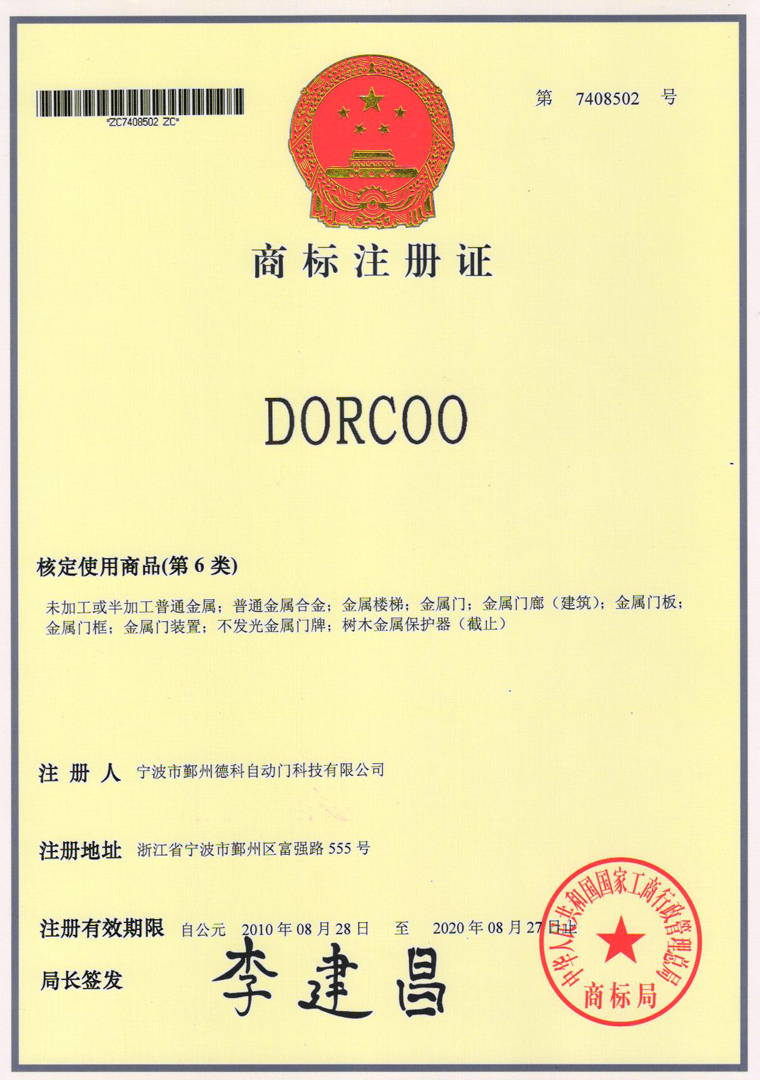 第 7408502 号
*ZC7408502 ZC*
商标注册证
DORCOO
核定使用商品(第 6 类)
未加工或半加工普通金属；普通金属合金；金属楼梯；金属门；金属门廊（建筑）；金属门板；
金属门框；金属门装置；不发光金属门牌；树木金属保护器（截止）
注 册 人 宁波市鄞州德科自动门科技有限公司
注册地址 浙江省宁波市鄞州区富强路 555 号
注册有效期限 自公元 2010 年 08 月 28 日 至 2020 年 08 月 27 日止
局长签发 李建昌
中华人民共和国国家工商行政管理总局
商标局